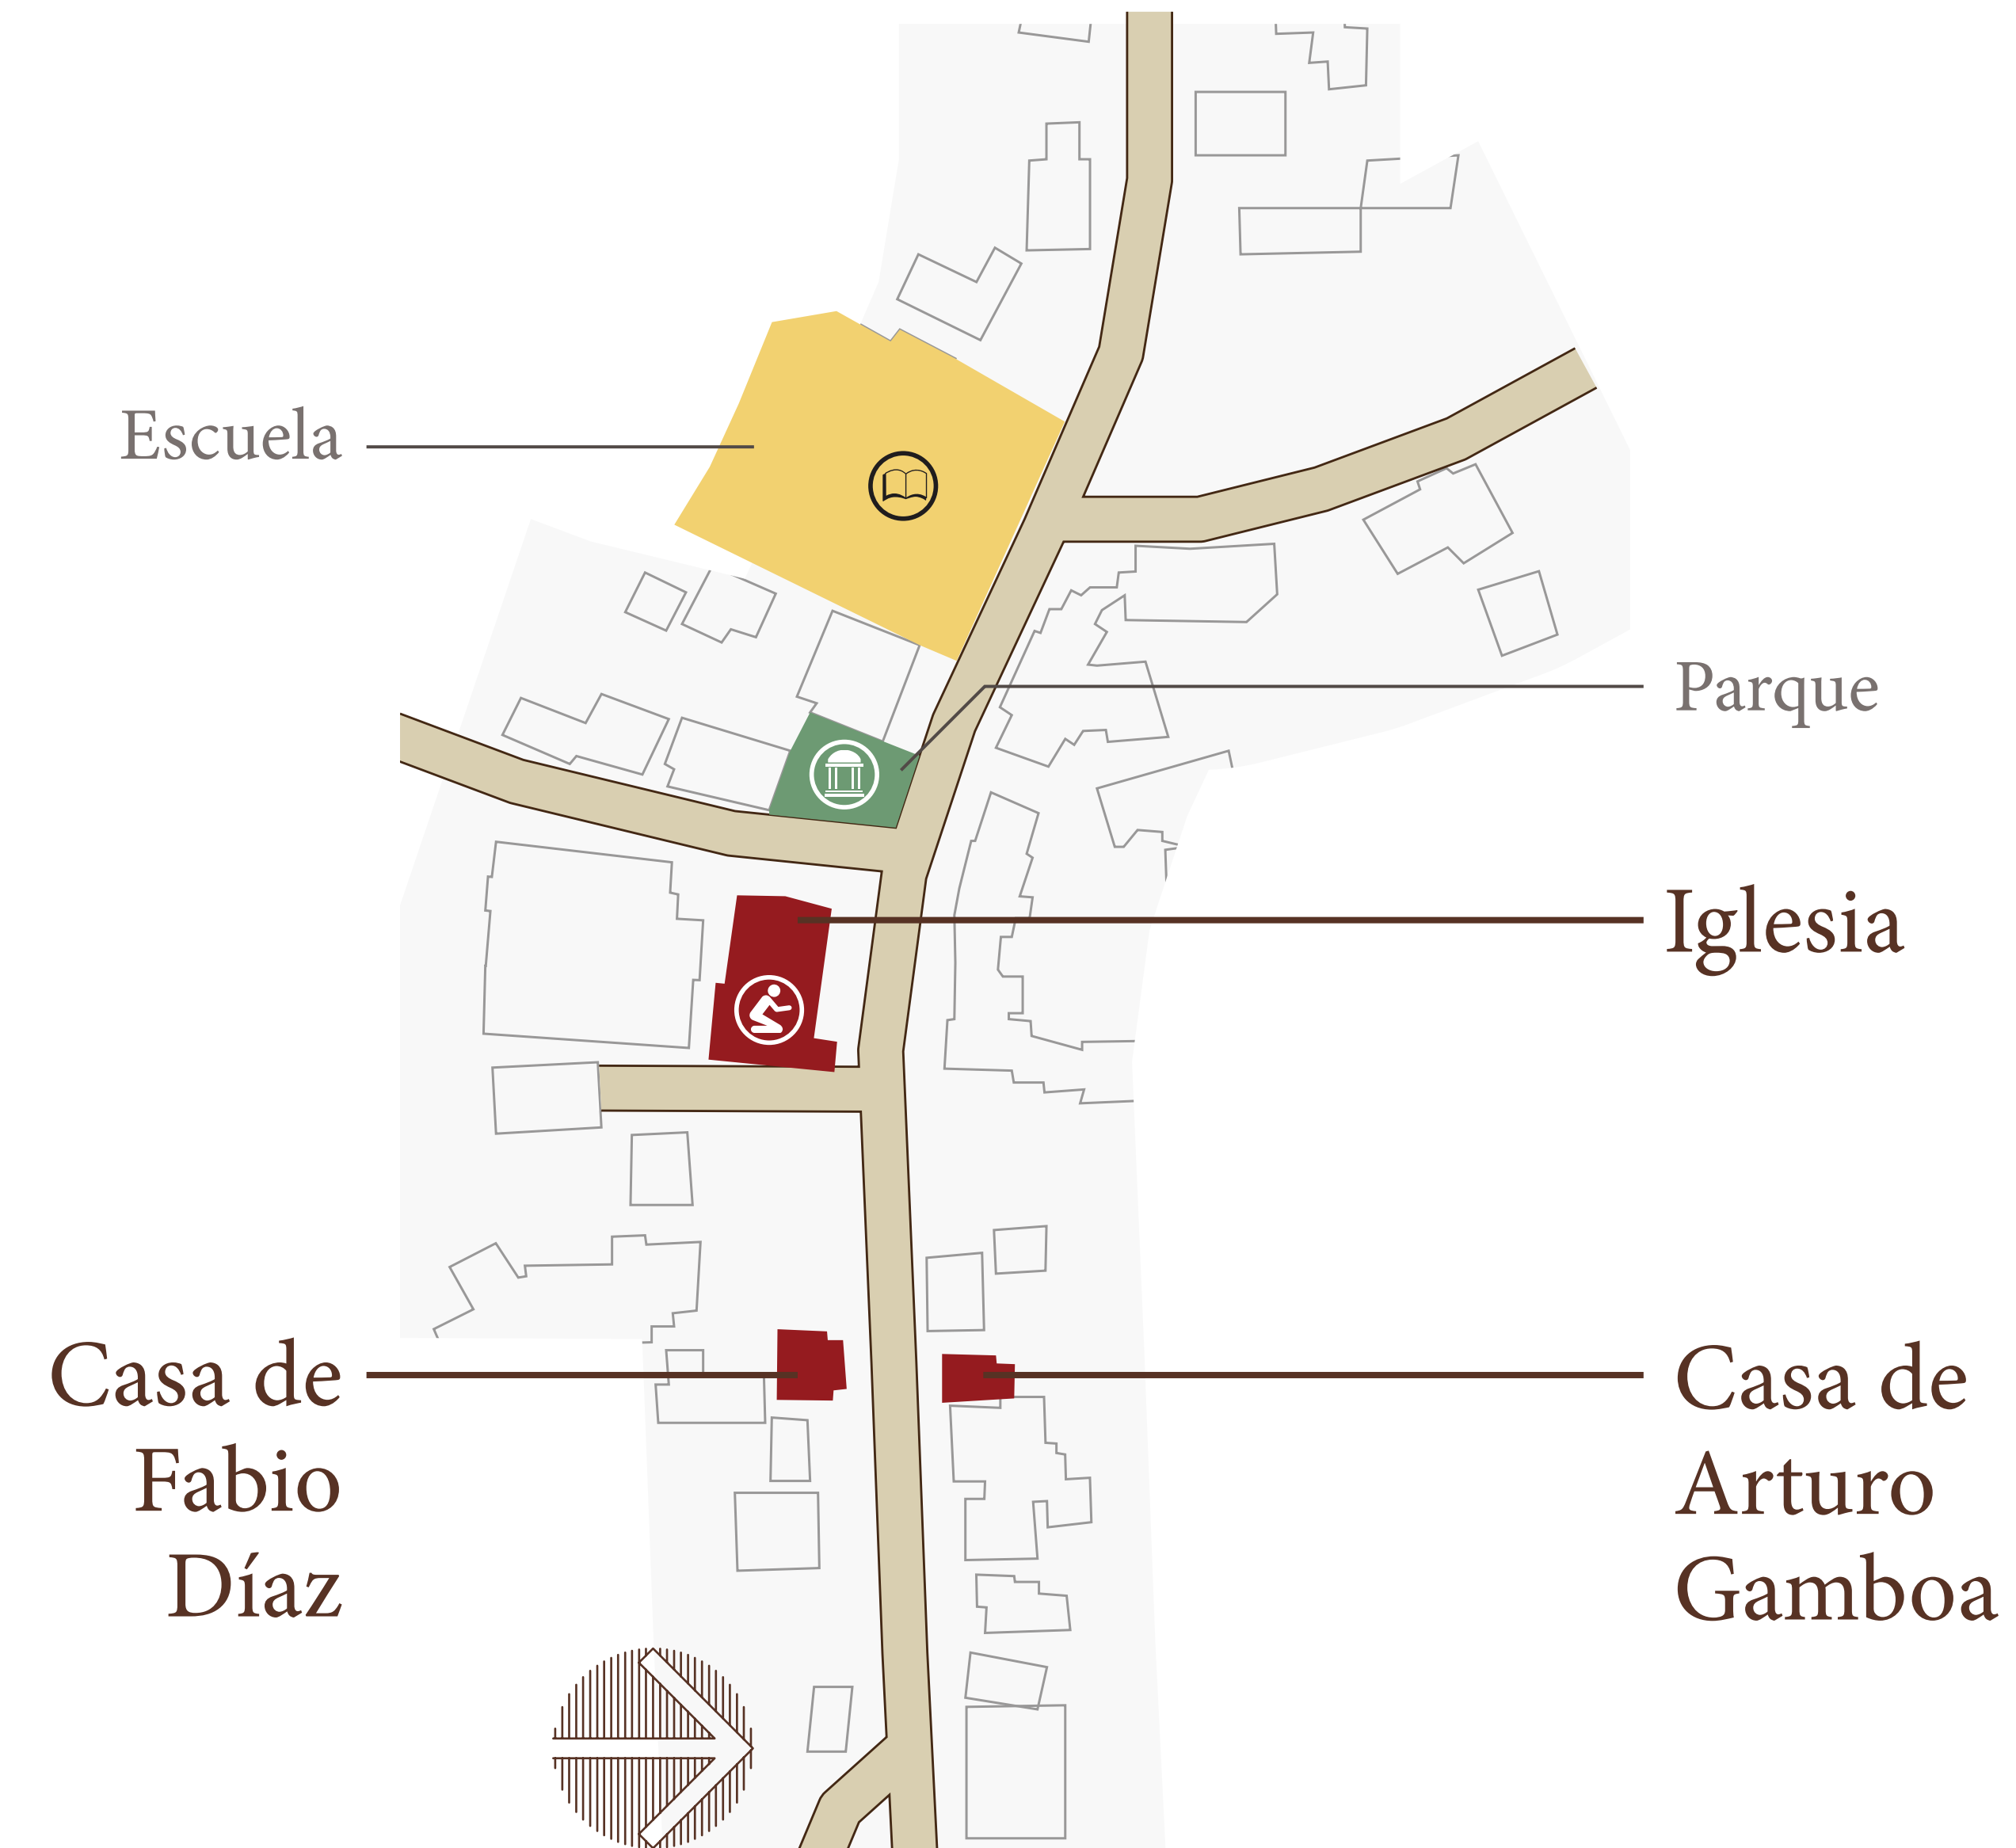 Escuela
Parque
Iglesia
Casa de
Fabio
Díaz
Casa de
Arturo
Gamboa